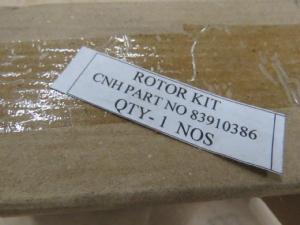 ROTOR KIT
CNH PART NO 83910386
QTY- 1 NOS